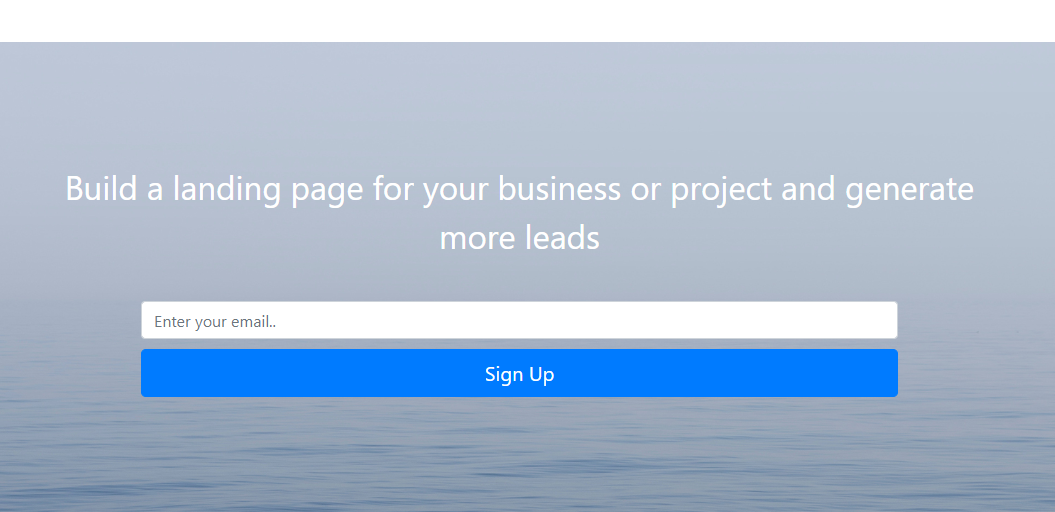 Build a landing page for your business or project and generate
more leads
Enter your email..
Sign Up